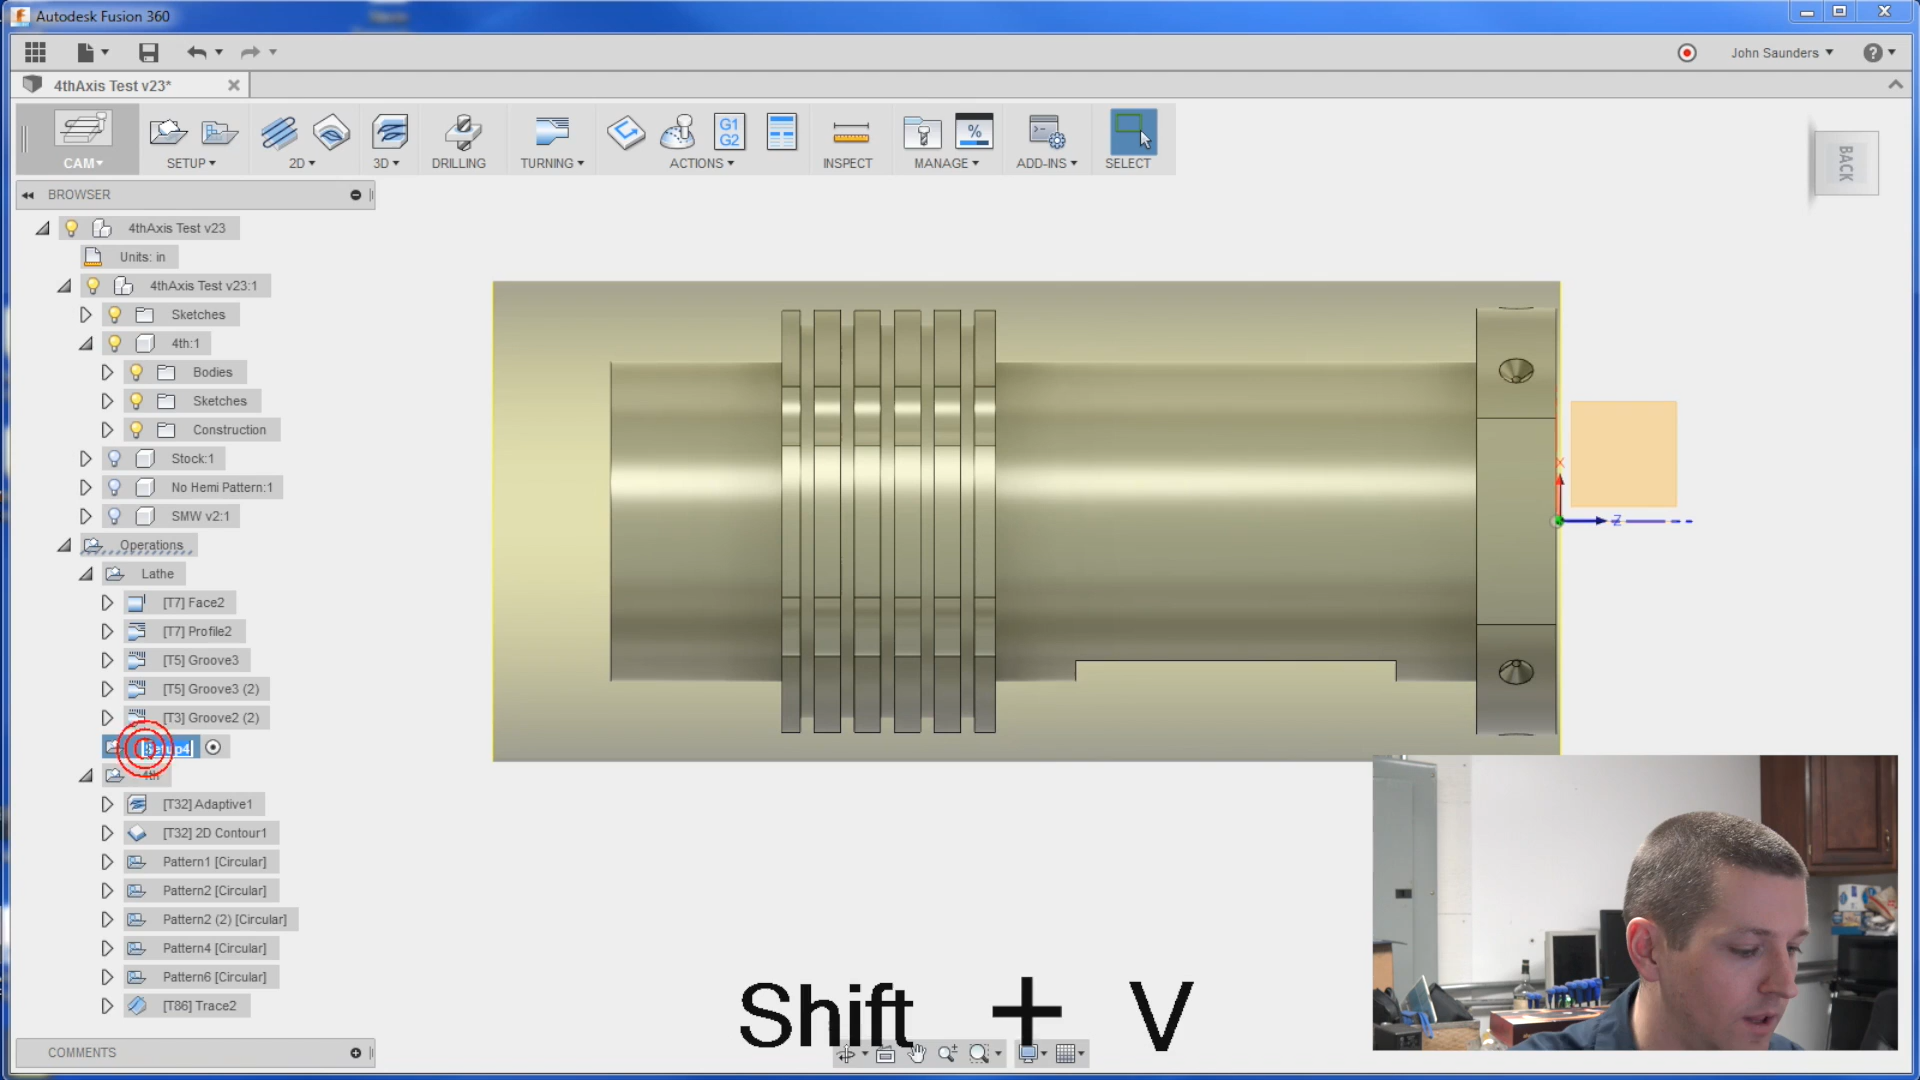 Autodesk Fusion 360
John Saunders
4thAxis Test v23*
G1
G2
%
CAM
SETUP
2D
3D
DRILLING
TURNING
ACTIONS
INSPECT
MANAGE
ADD-INS
SELECT
BACK
BROWSER
4thAxis Test v23
Units: in
4thAxis Test v23:1
Sketches
4th:1
Bodies
Sketches
Construction
Stock:1
No Hemi Pattern:1
SMW v2:1
Operations
Lathe
[T7] Face2
[T7] Profile2
[T5] Groove3
[T5] Groove3 (2)
[T3] Groove2 (2)
Setup4
4th
[T32] Adaptive1
[T32] 2D Contour1
Pattern1 [Circular]
Pattern2 [Circular]
Pattern2 (2) [Circular]
Pattern4 [Circular]
Pattern6 [Circular]
[T86] Trace2
X
Z
Shift + V
COMMENTS